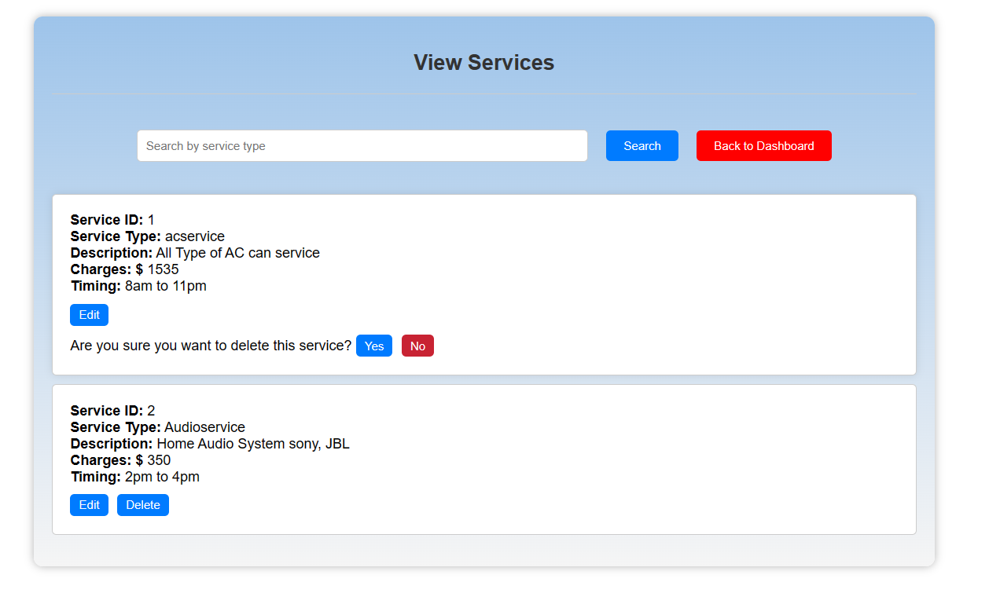 View Services
Search by service type Search Back to Dashboard
Service ID: 1
Service Type: acservice
Description: All Type of AC can service
Charges: $ 1535
Timing: 8am to 11pm
Edit
Are you sure you want to delete this service? Yes No
Service ID: 2
Service Type: Audioservice
Description: Home Audio System sony, JBL
Charges: $ 350
Timing: 2pm to 4pm
Edit Delete